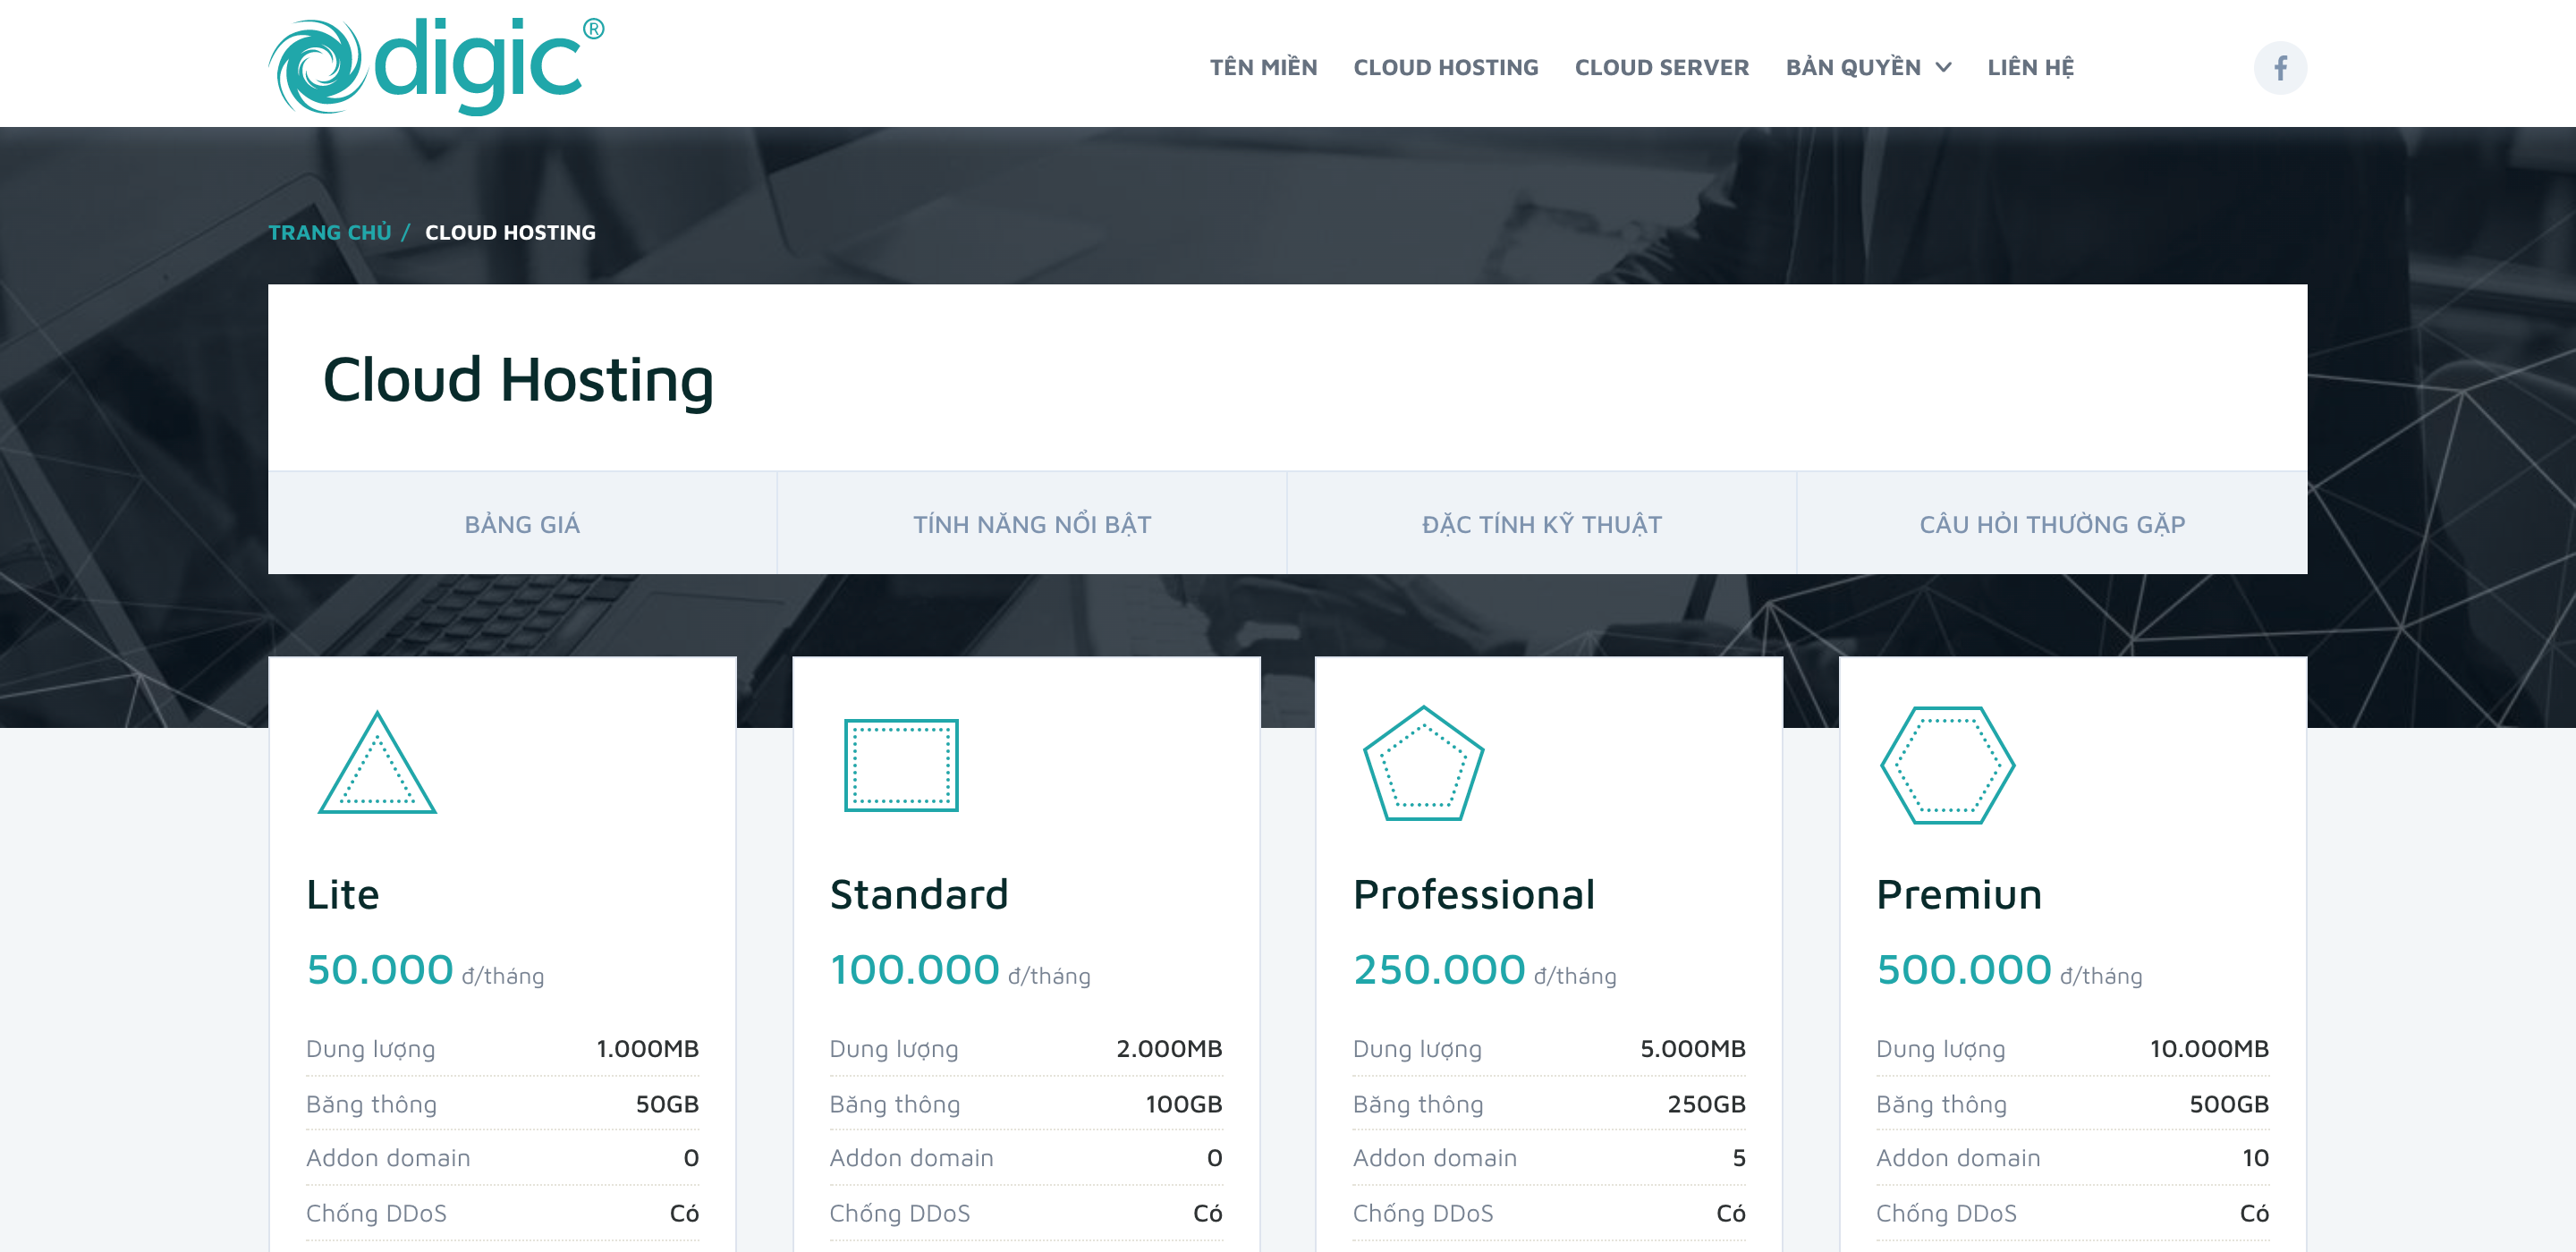 digic®
TÊN MIỀN CLOUD HOSTING CLOUD SERVER BẢN QUYỀN LIÊN HỆ
TRANG CHỦ / CLOUD HOSTING
Cloud Hosting
BẢNG GIÁ TÍNH NĂNG NỔI BẬT ĐẶC TÍNH KỸ THUẬT CÂU HỎI THƯỜNG GẶP
Lite
50.000 đ/tháng
Dung lượng 1.000MB
Băng thông 50GB
Addon domain 0
Chống DDoS Có
Standard
100.000 đ/tháng
Dung lượng 2.000MB
Băng thông 100GB
Addon domain 0
Chống DDoS Có
Professional
250.000 đ/tháng
Dung lượng 5.000MB
Băng thông 250GB
Addon domain 5
Chống DDoS Có
Premiun
500.000 đ/tháng
Dung lượng 10.000MB
Băng thông 500GB
Addon domain 10
Chống DDoS Có